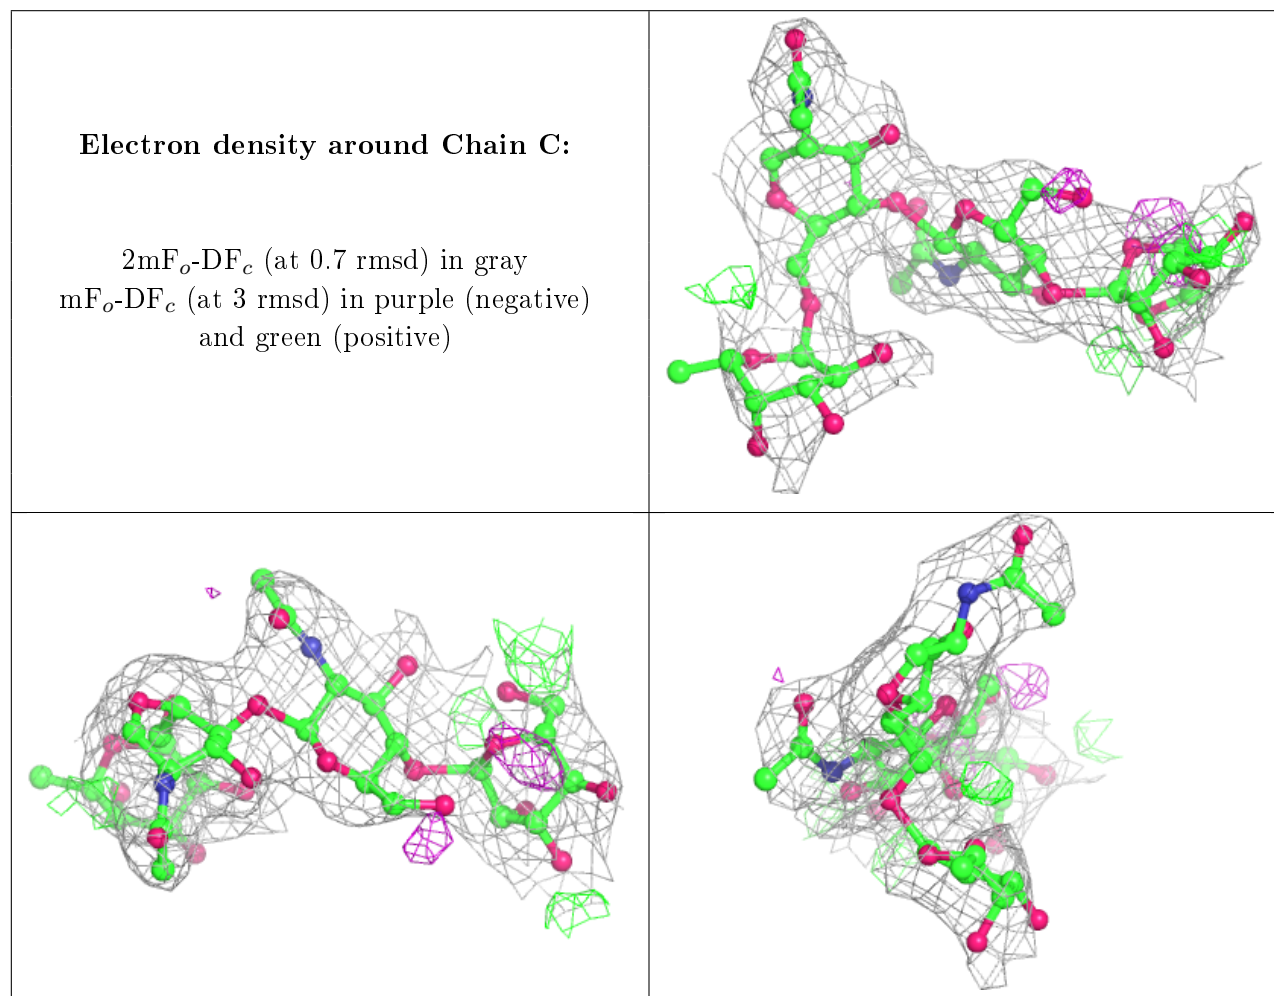 Electron density around Chain C:
2mFₒ-DF𝒸 (at 0.7 rmsd) in gray
mFₒ-DF𝒸 (at 3 rmsd) in purple (negative)
and green (positive)